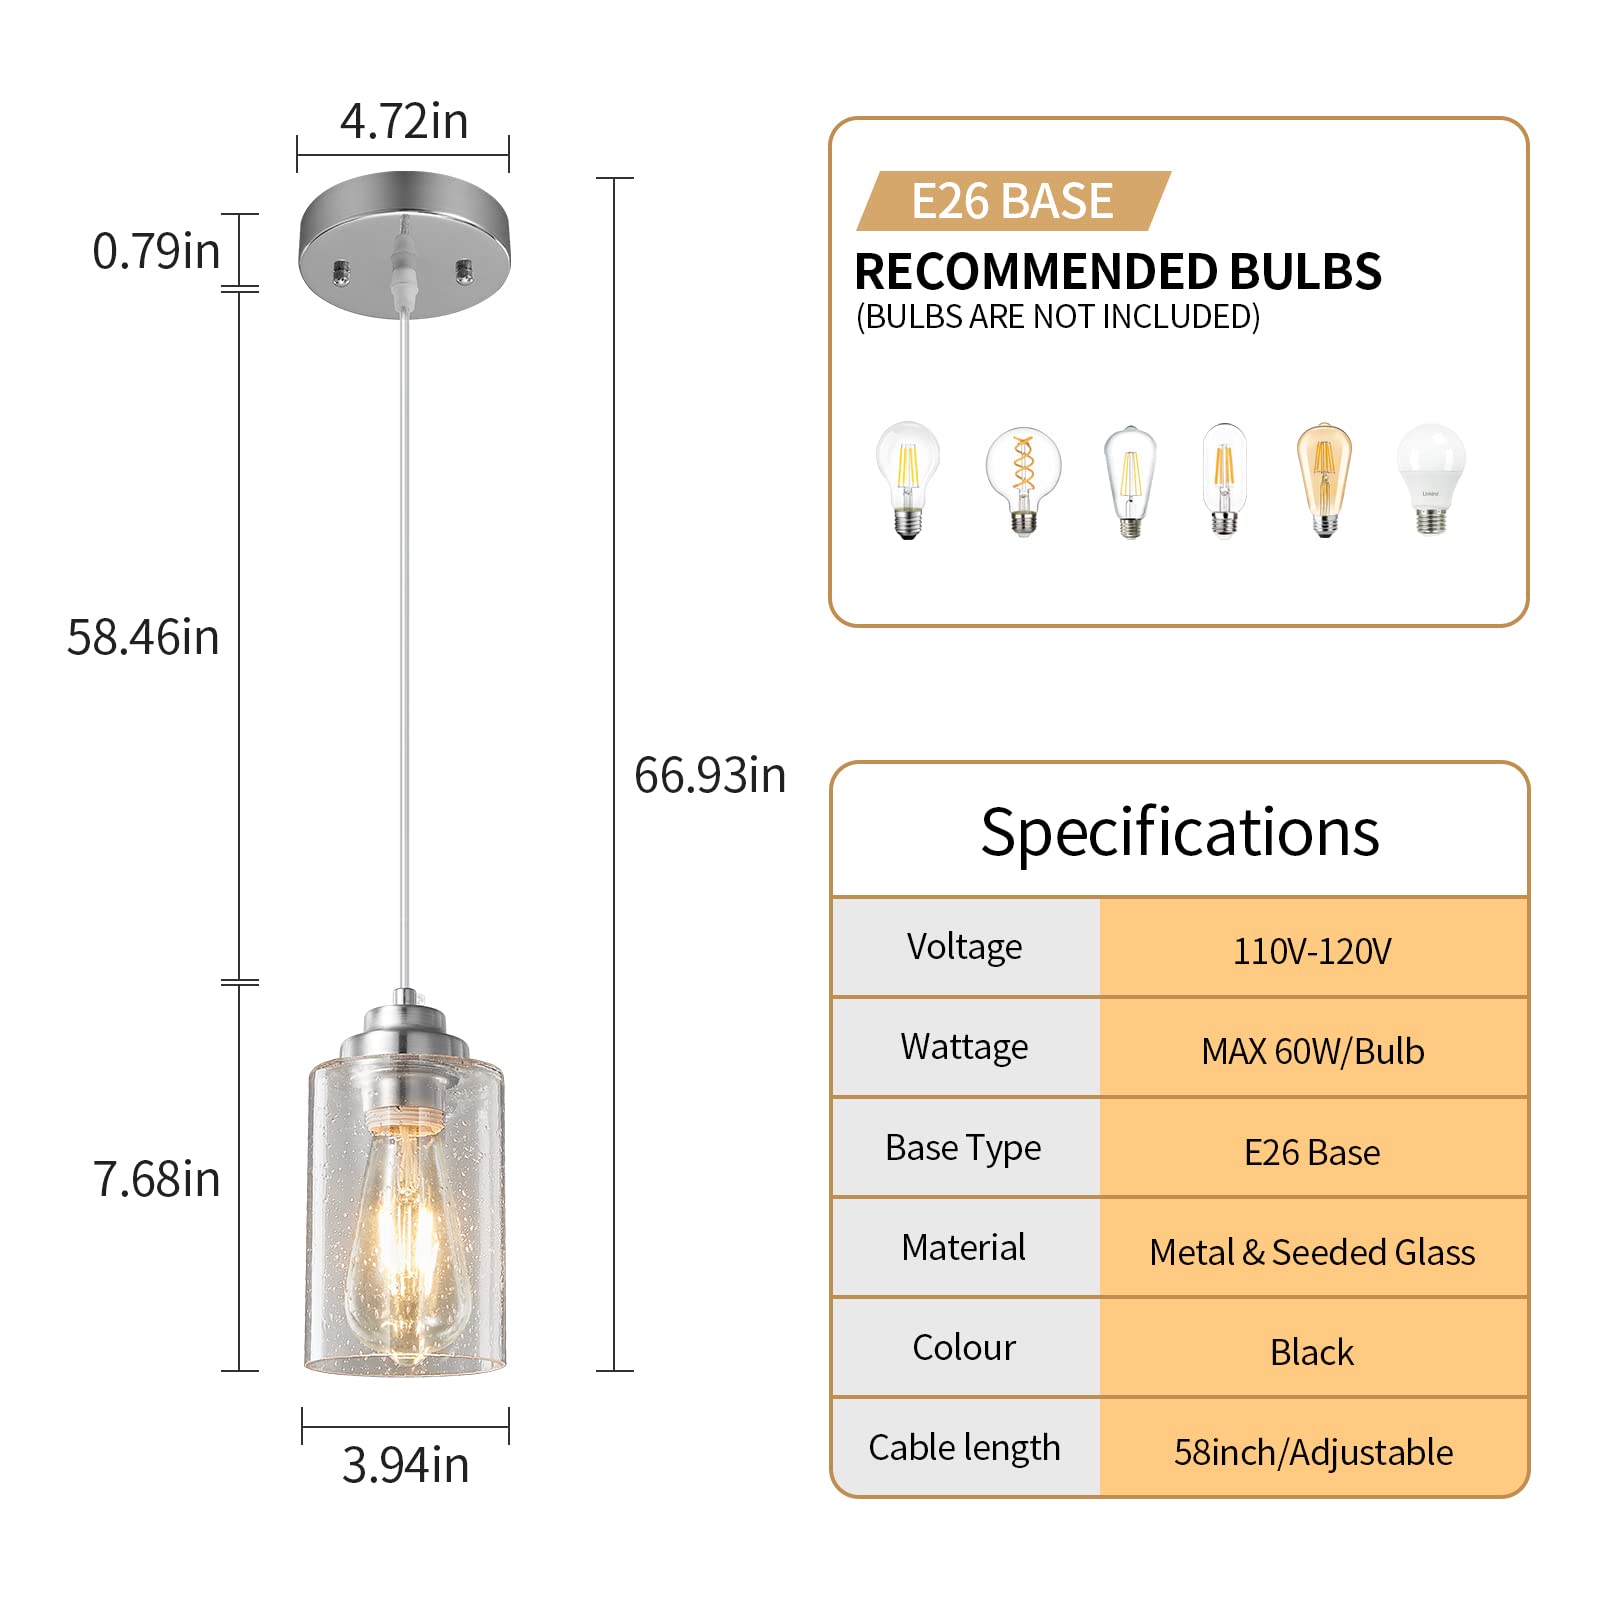 4.72in
0.79in
58.46in
66.93in
7.68in
3.94in
E26 BASE
RECOMMENDED BULBS
(BULBS ARE NOT INCLUDED)
Specifications
Voltage 110V-120V
Wattage MAX 60W/Bulb
Base Type E26 Base
Material Metal & Seeded Glass
Colour Black
Cable length 58inch/Adjustable